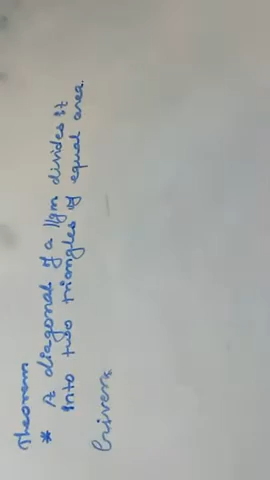 Theorem
* A diagonal of a ||gm divides it
into two triangles of equal area.
Given